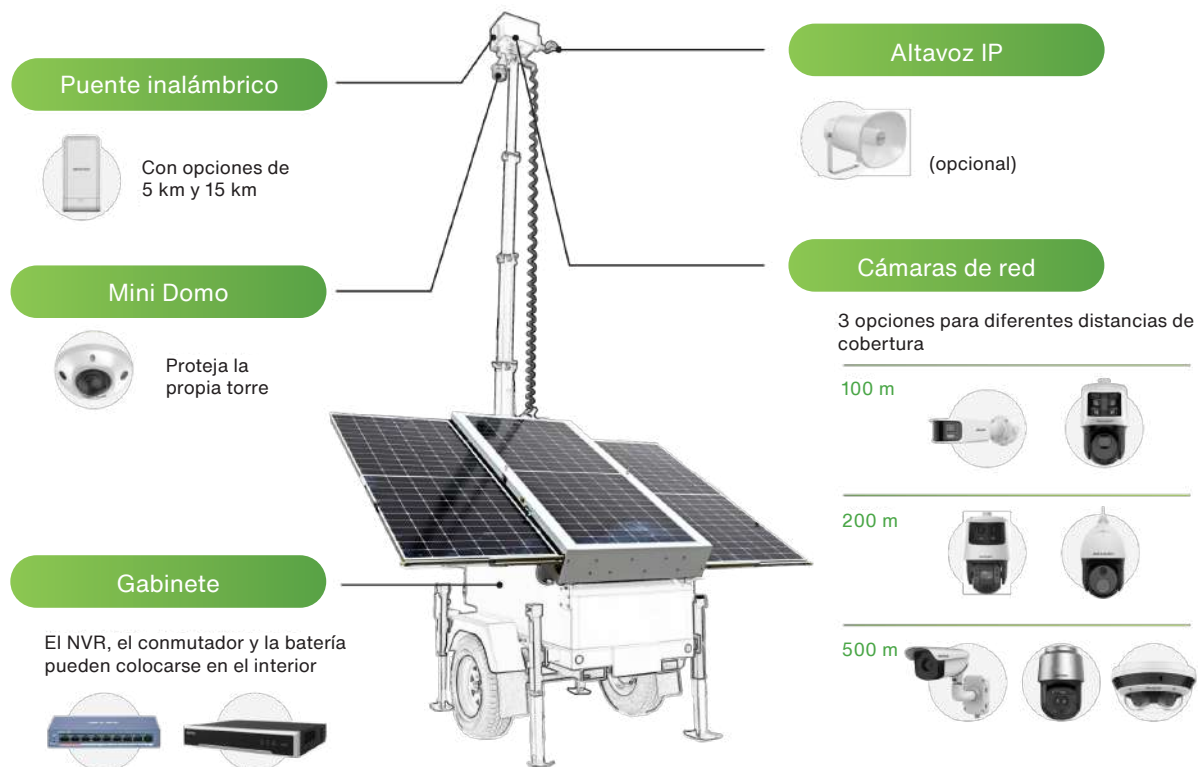 Puente inalámbrico
Con opciones de
5 km y 15 km
Mini Domo
Proteja la
propia torre
Gabinete
El NVR, el conmutador y la batería
pueden colocarse en el interior
Altavoz IP
(opcional)
Cámaras de red
3 opciones para diferentes distancias de
cobertura
100 m
200 m
500 m